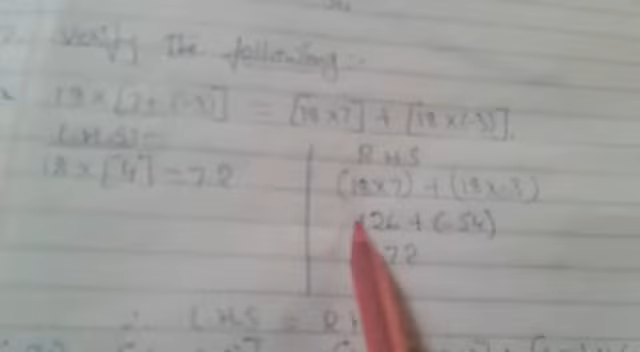 Verify the following:-
18 × [7 + (-3)] = [18 × 7] + [18 × (-3)].
L.H.S:-
18 × [4] = 72
R H S
(18×7) + (18×-3)
126 + (-54)
72
∴ L H S = R H